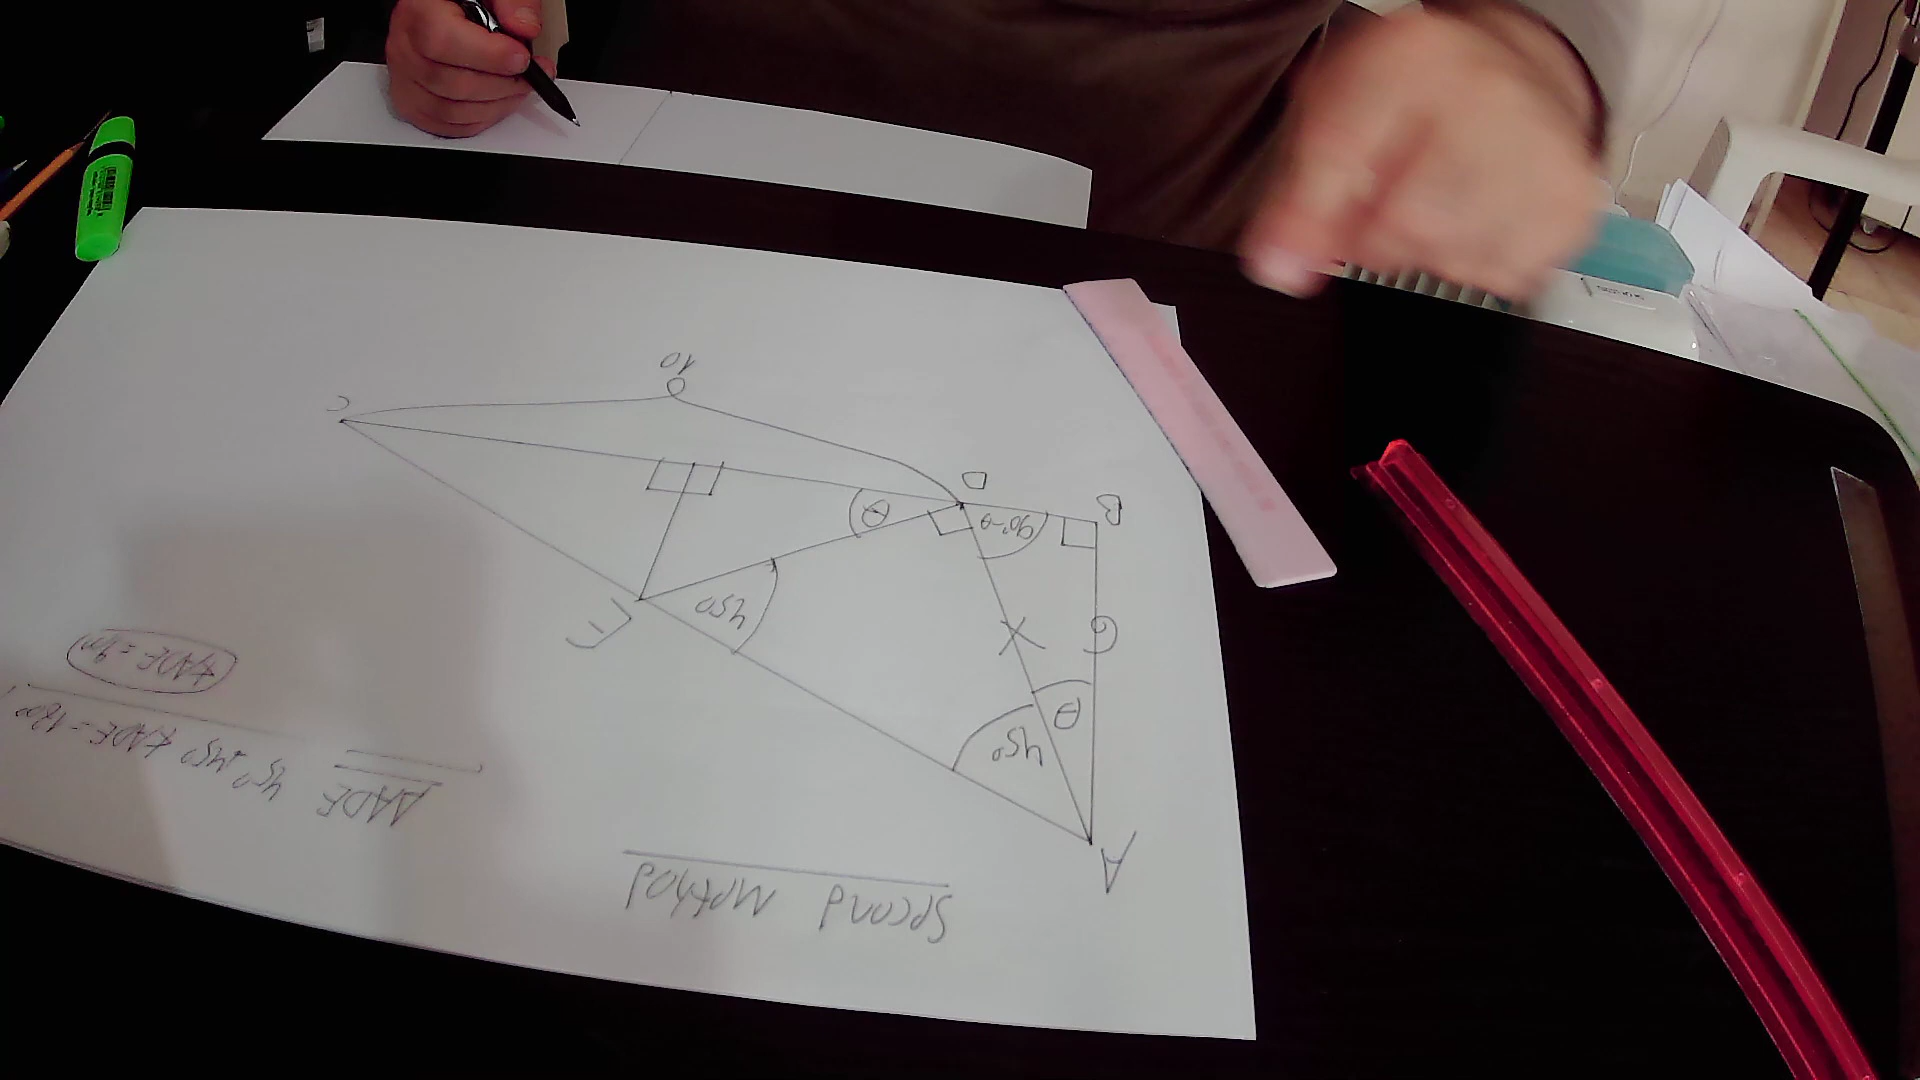 Second Method
A
ΔADE
45° + 45° ∡ADE = 180°
∡ADE = 90°
θ
45°
6
X
E
45°
B
90°-θ
D
θ
C
10